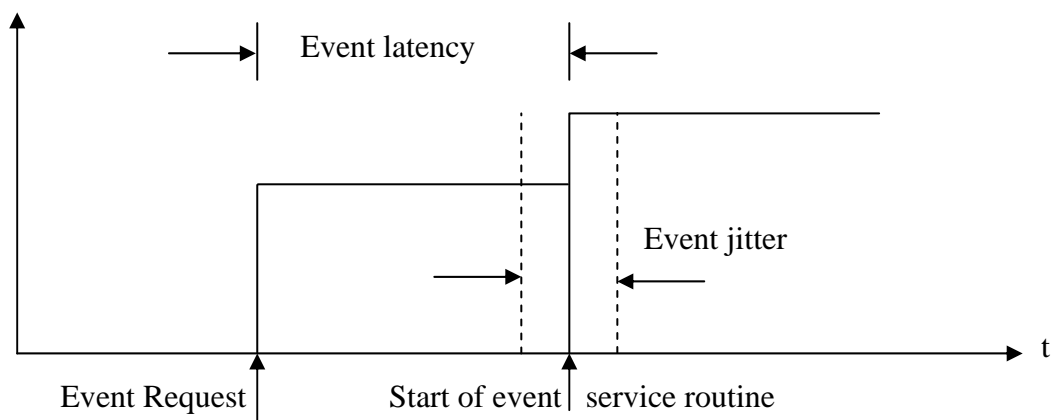 Event latency
Event jitter
t
Event Request
Start of event service routine